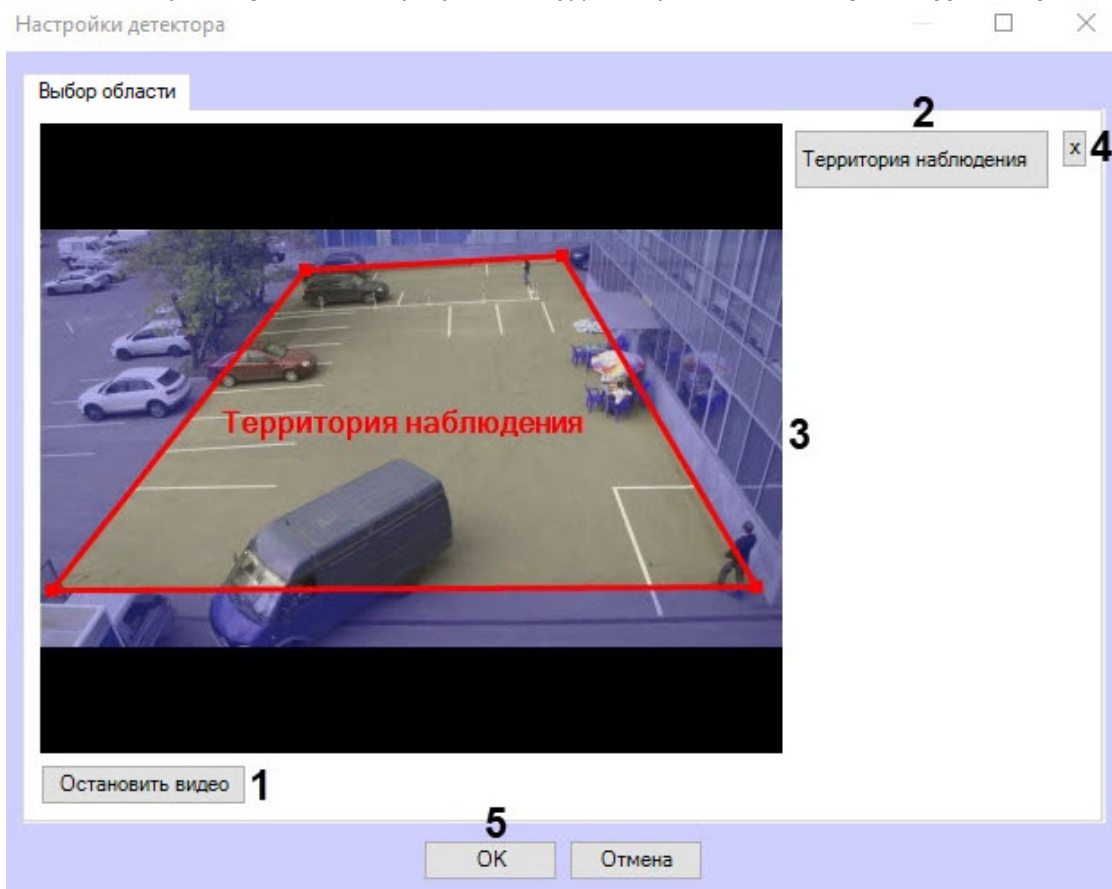 Настройки детектора
Выбор области
2
Территория наблюдения
x 4
Территория наблюдения
3
Остановить видео 1
5
OK Отмена